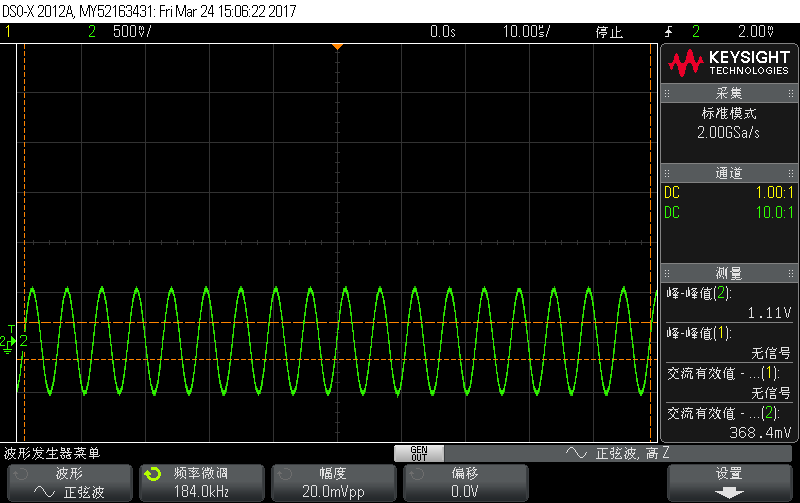 DSO-X 2012A, MY52163431: Fri Mar 24 15:06:22 2017
1 2 500mV/ 0.0s 10.00us/ 停止 2 2.00V
KEYSIGHT
TECHNOLOGIES
采集
标准模式
2.00GSa/s
通道
DC 1.00:1
DC 10.0:1
测量
峰-峰值(2):
1.11V
峰-峰值(1):
无信号
交流有效值 - ...(1):
无信号
交流有效值 - ...(2):
368.4mV
T
2 2
波形发生器菜单
GEN
OUT
正弦波, 高 Z
波形
正弦波
频率微调
184.0kHz
幅度
20.0mVpp
偏移
0.0V
设置